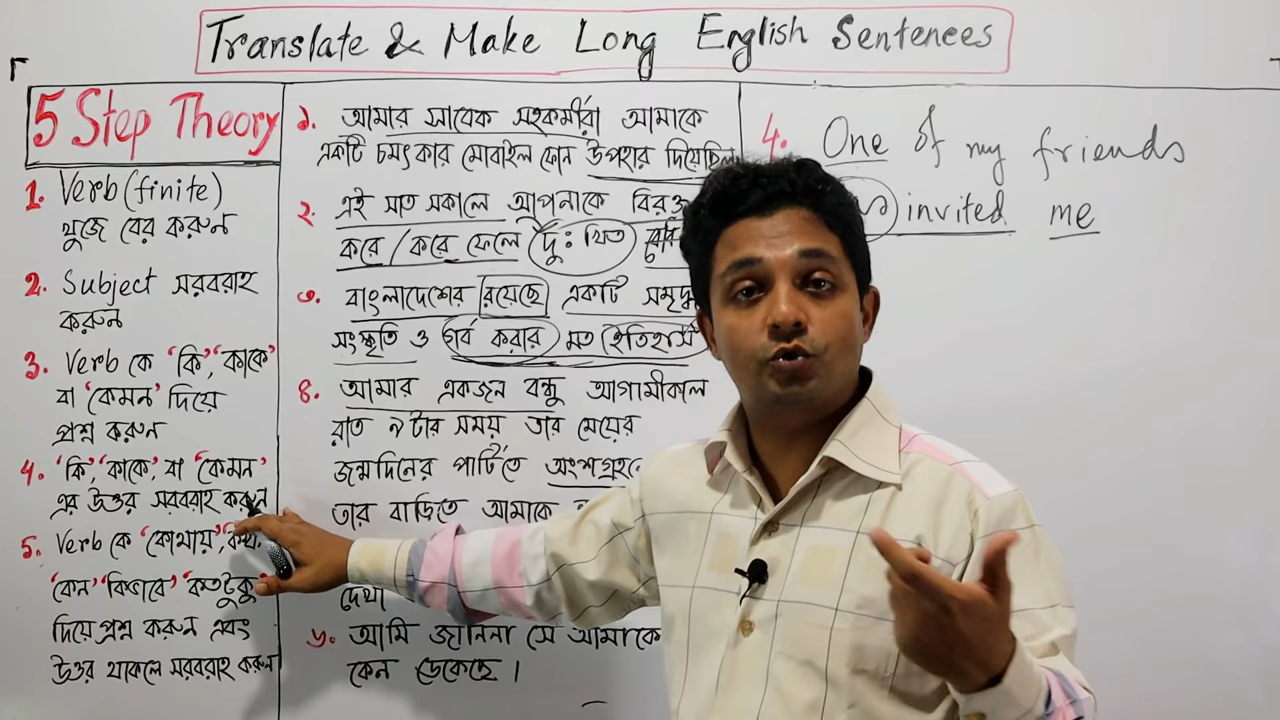 Translate & Make Long English Sentences
5 Step Theory
1. Verb (finite)
খুজে বের করুন
2. Subject সরবরাহ
করুন
3. Verb কে 'কি', 'কাকে'
বা 'কেমন' দিয়ে
প্রশ্ন করুন
4. 'কি', 'কাকে', বা 'কেমন'
এর উত্তর সরবরাহ করুন
5. Verb কে 'কোথায়',
'কেন' 'কিভাবে' 'কতটুকু'
দিয়ে প্রশ্ন করুন এবং
উত্তর থাকলে সরবরাহ করুন
১. আমার সাবেক সহকর্মীরা আমাকে
একটি চমৎকার মোবাইল ফোন উপহার দিয়েছিল
২. এই সাত সকালে আপনাকে
করে / করে ফেলে দুঃখিত
৩. বাংলাদেশের রয়েছে একটি সমৃদ্ধ
সংস্কৃতি ও গর্ব করার মত ইতিহাস
৪. আমার একজন বন্ধু আগামীকাল
রাত ৯টার সময় তার মেয়ের
জন্মদিনের পার্টিতে
তার বাড়িতে আমাকে
দেখা
৬. আমি জানিনা সে আমাকে
কেন ডেকেছে ।
4. One of my friends
invited me